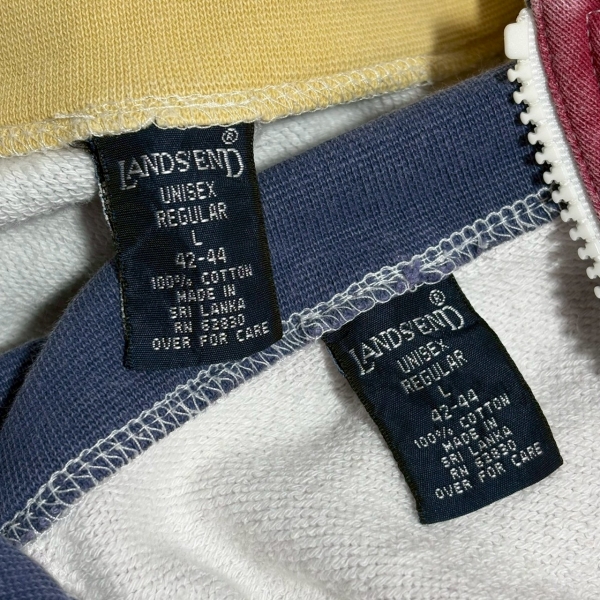 LANDS'END®
UNISEX
REGULAR
L
42-44
100% COTTON
MADE IN
SRI LANKA
RN 62830
OVER FOR CARE
LANDS'END®
UNISEX
REGULAR
L
42-44
100% COTTON
MADE IN
SRI LANKA
RN 62830
OVER FOR CARE